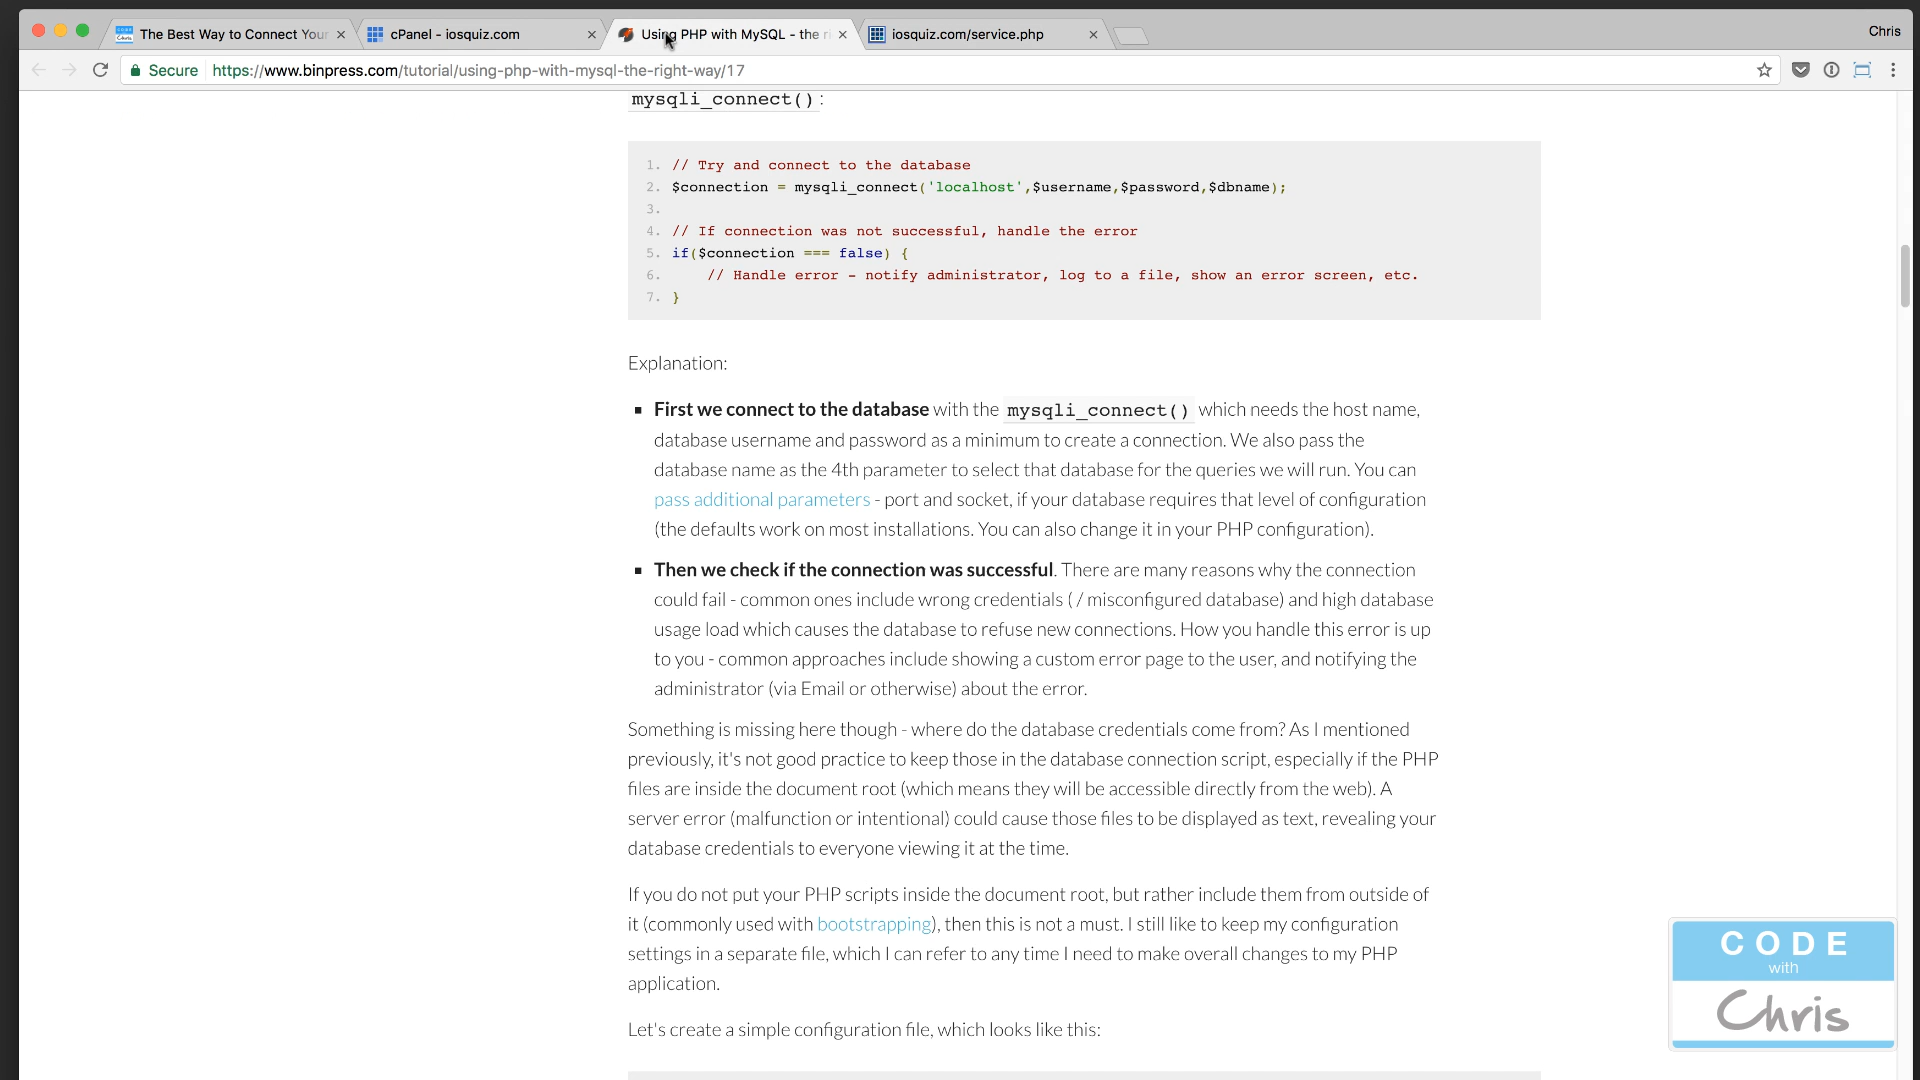 The Best Way to Connect Your
cPanel - iosquiz.com
Using PHP with MySQL - the ri
iosquiz.com/service.php
Chris
Secure
https://www.binpress.com/tutorial/using-php-with-mysql-the-right-way/17
mysqli_connect():
1. // Try and connect to the database
2. $connection = mysqli_connect('localhost',$username,$password,$dbname);
3.
4. // If connection was not successful, handle the error
5. if($connection === false) {
6. // Handle error - notify administrator, log to a file, show an error screen, etc.
7. }
Explanation:
▪ First we connect to the database with the mysqli_connect() which needs the host name,
database username and password as a minimum to create a connection. We also pass the
database name as the 4th parameter to select that database for the queries we will run. You can
pass additional parameters - port and socket, if your database requires that level of configuration
(the defaults work on most installations. You can also change it in your PHP configuration).
▪ Then we check if the connection was successful. There are many reasons why the connection
could fail - common ones include wrong credentials ( / misconfigured database) and high database
usage load which causes the database to refuse new connections. How you handle this error is up
to you - common approaches include showing a custom error page to the user, and notifying the
administrator (via Email or otherwise) about the error.
Something is missing here though - where do the database credentials come from? As I mentioned
previously, it's not good practice to keep those in the database connection script, especially if the PHP
files are inside the document root (which means they will be accessible directly from the web). A
server error (malfunction or intentional) could cause those files to be displayed as text, revealing your
database credentials to everyone viewing it at the time.
If you do not put your PHP scripts inside the document root, but rather include them from outside of
it (commonly used with bootstrapping), then this is not a must. I still like to keep my configuration
settings in a separate file, which I can refer to any time I need to make overall changes to my PHP
application.
Let's create a simple configuration file, which looks like this:
CODE
with
Chris